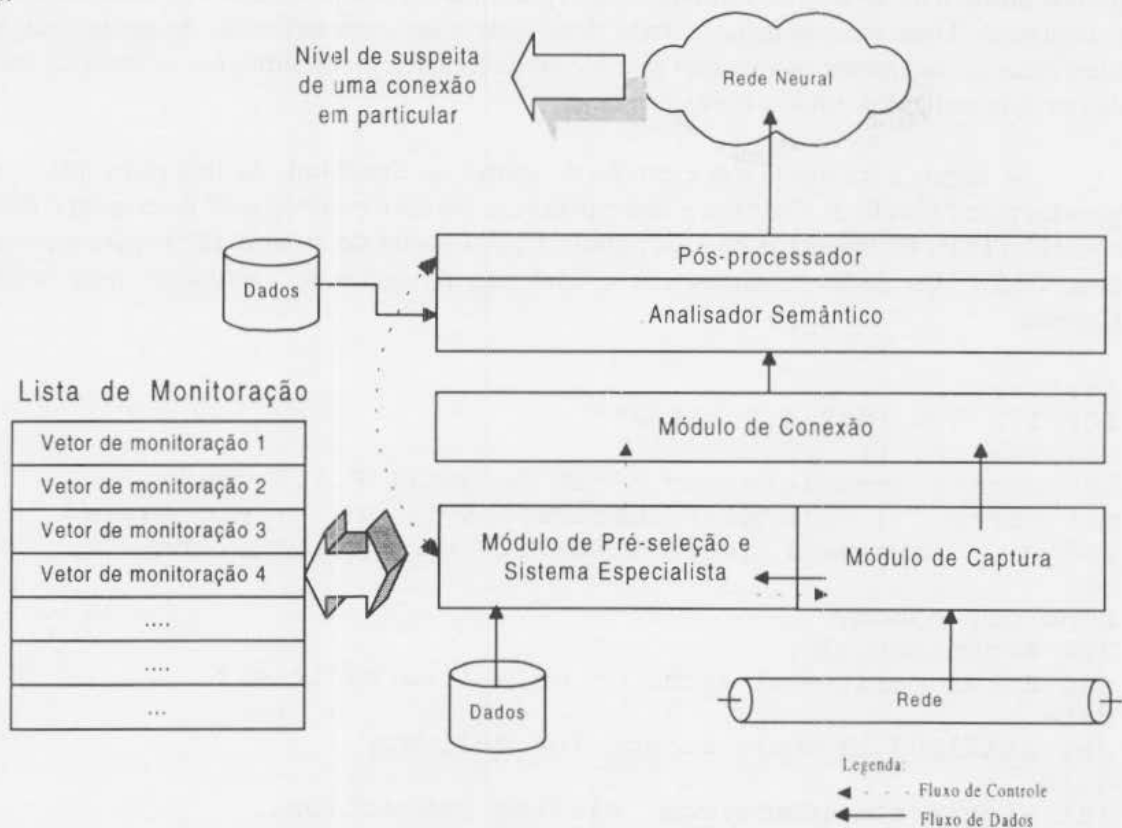 Nível de suspeita
de uma conexão
em particular
Rede Neural
Pós-processador
Dados
Analisador Semântico
Lista de Monitoração
Vetor de monitoração 1
Vetor de monitoração 2
Vetor de monitoração 3
Vetor de monitoração 4
....
....
...
Módulo de Conexão
Módulo de Pré-seleção e
Sistema Especialista
Módulo de Captura
Dados
Rede
Legenda:
Fluxo de Controle
Fluxo de Dados